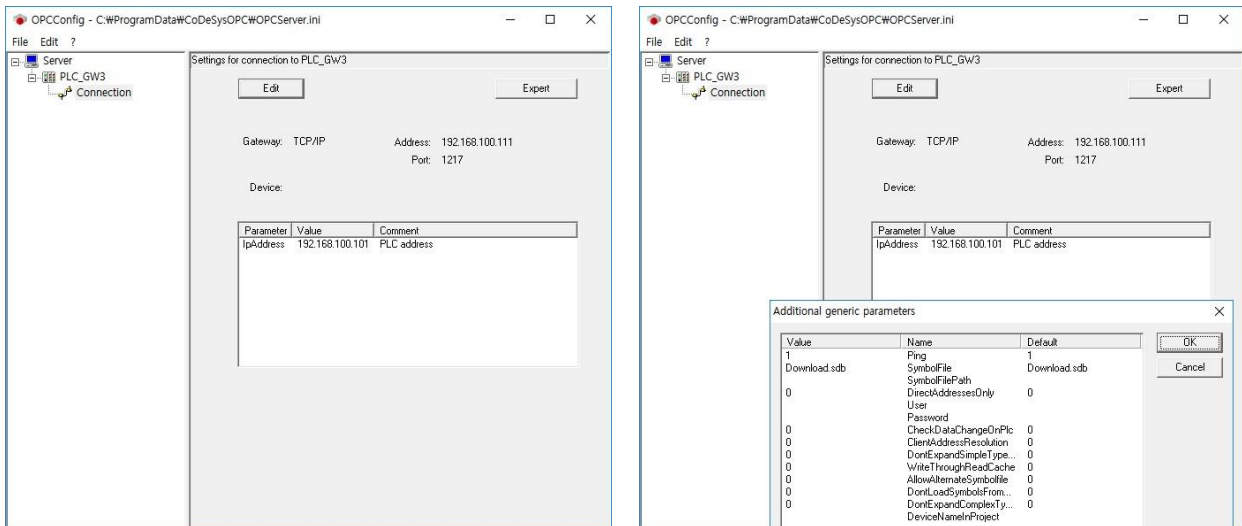 OPCConfig - C:₩ProgramData₩CoDeSysOPC₩OPCServer.ini
File Edit ?
Server
PLC_GW3
Connection
Settings for connection to PLC_GW3
Edit
Expert
Gateway: TCP/IP
Address: 192.168.100.111
Port: 1217
Device:
Parameter Value Comment
IpAddress 192.168.100.101 PLC address
OPCConfig - C:₩ProgramData₩CoDeSysOPC₩OPCServer.ini
File Edit ?
Server
PLC_GW3
Connection
Settings for connection to PLC_GW3
Edit
Expert
Gateway: TCP/IP
Address: 192.168.100.111
Port: 1217
Device:
Parameter Value Comment
IpAddress 192.168.100.101 PLC address
Additional generic parameters
Value Name Default
1 Ping 1
Download.sdb SymbolFile Download.sdb
SymbolFilePath
0 DirectAddressesOnly 0
User
Password
0 CheckDataChangeOnPlc 0
0 ClientAddressResolution 0
0 DontExpandSimpleType... 0
0 WriteThroughReadCache 0
0 AllowAlternateSymbolfile 0
0 DontLoadSymbolsFrom... 0
0 DontExpandComplexTy... 0
DeviceNameInProject
OK
Cancel